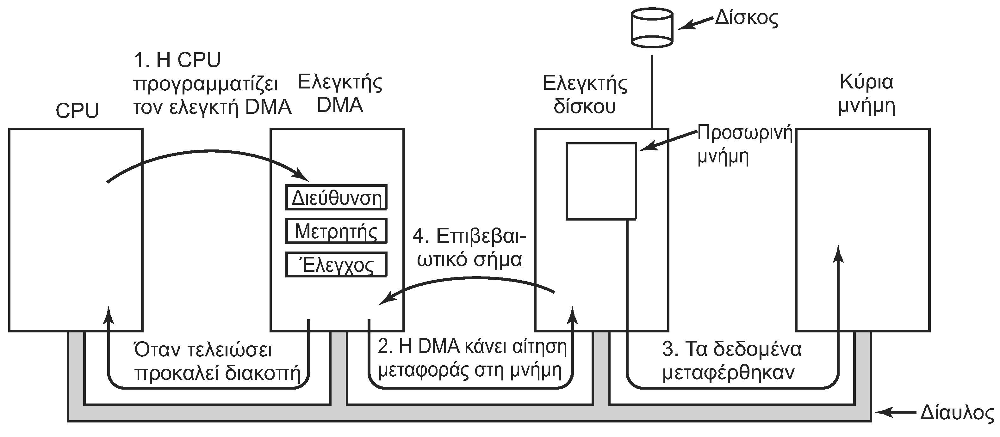 Δίσκος
1. Η CPU
προγραμματίζει
τον ελεγκτή DMA
CPU
Ελεγκτής
DMA
Ελεγκτής
δίσκου
Κύρια
μνήμη
Προσωρινή
μνήμη
Διεύθυνση
Μετρητής
Έλεγχος
4. Επιβεβαι-
ωτικό σήμα
Όταν τελειώσει
προκαλεί διακοπή
2. Η DMA κάνει αίτηση
μεταφοράς στη μνήμη
3. Τα δεδομένα
μεταφέρθηκαν
Δίαυλος